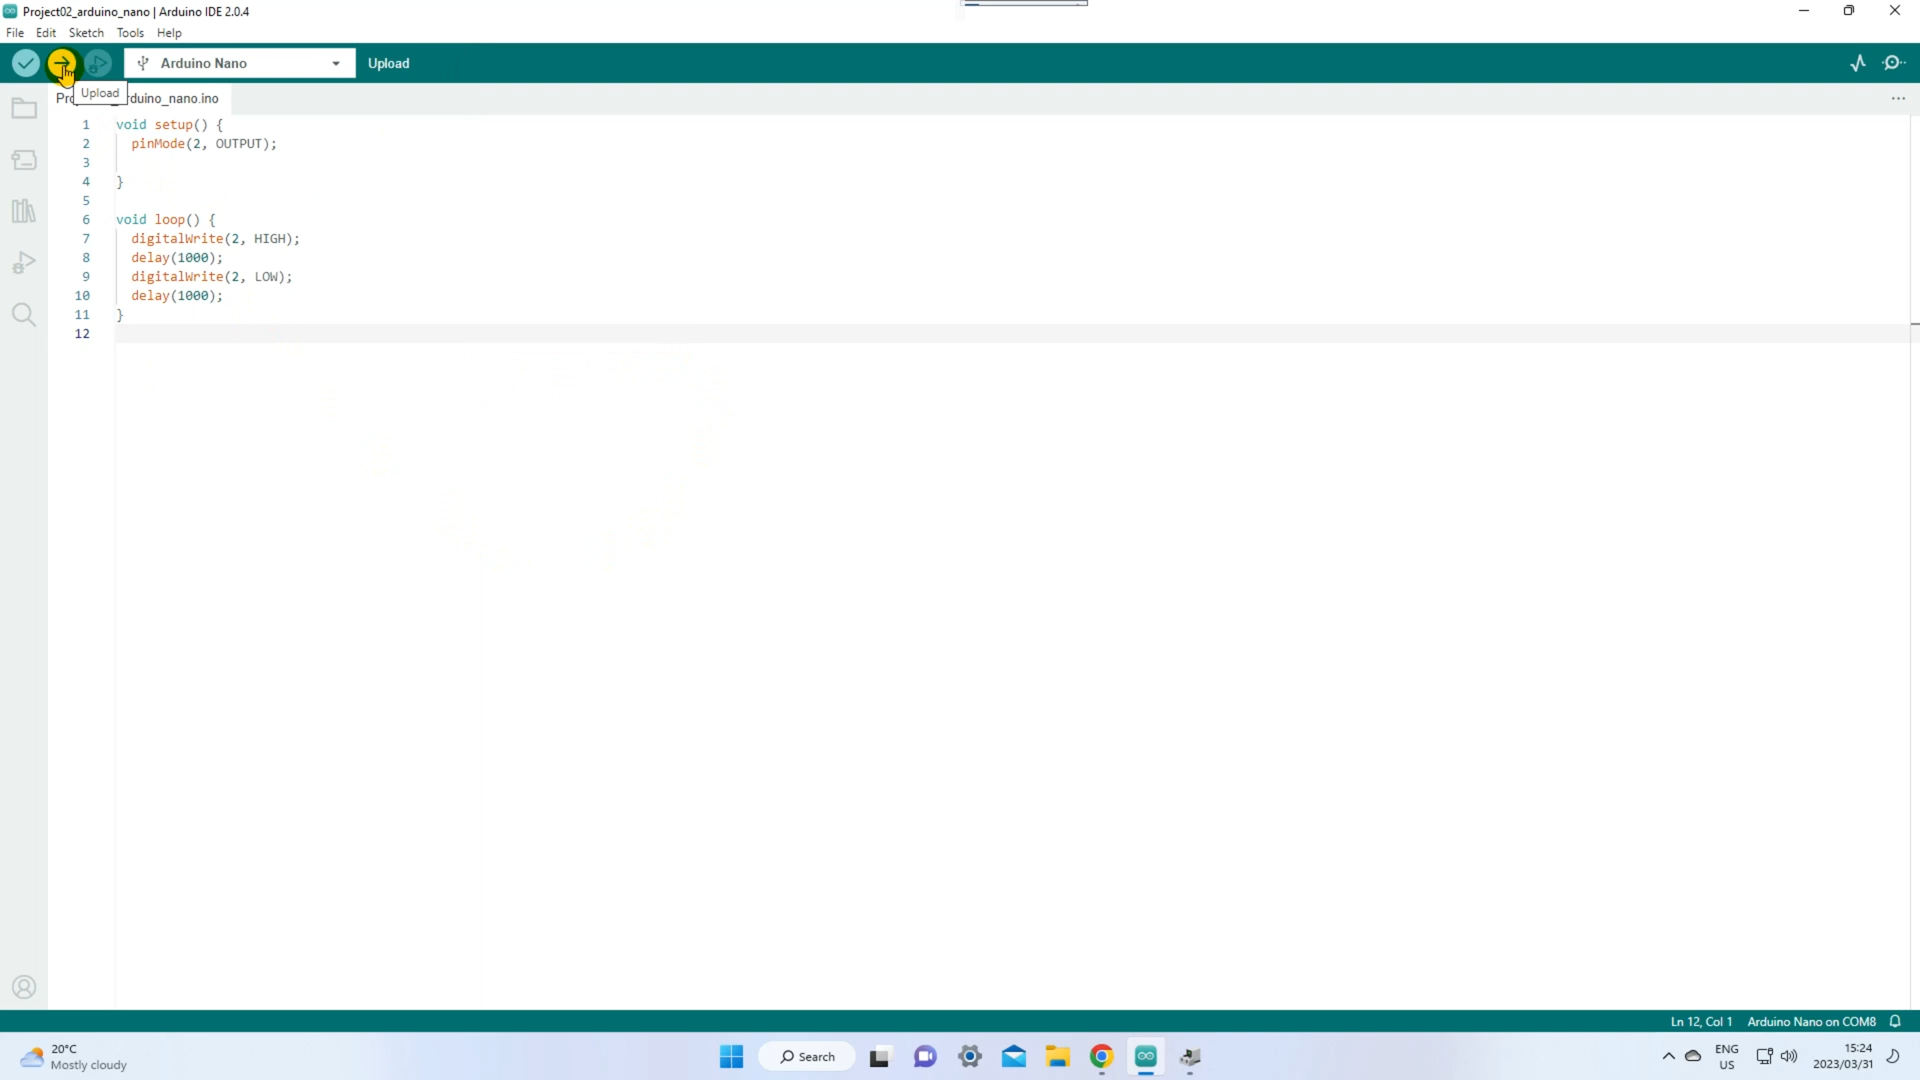 Project02_arduino_nano | Arduino IDE 2.0.4
File Edit Sketch Tools Help
Arduino Nano
Upload
Upload
duino_nano.ino
1 void setup() {
2 pinMode(2, OUTPUT);
3
4 }
5
6 void loop() {
7 digitalWrite(2, HIGH);
8 delay(1000);
9 digitalWrite(2, LOW);
10 delay(1000);
11 }
12
Ln 12, Col 1 Arduino Nano on COM8
20°C
Mostly cloudy
Search
ENG
US
15:24
2023/03/31